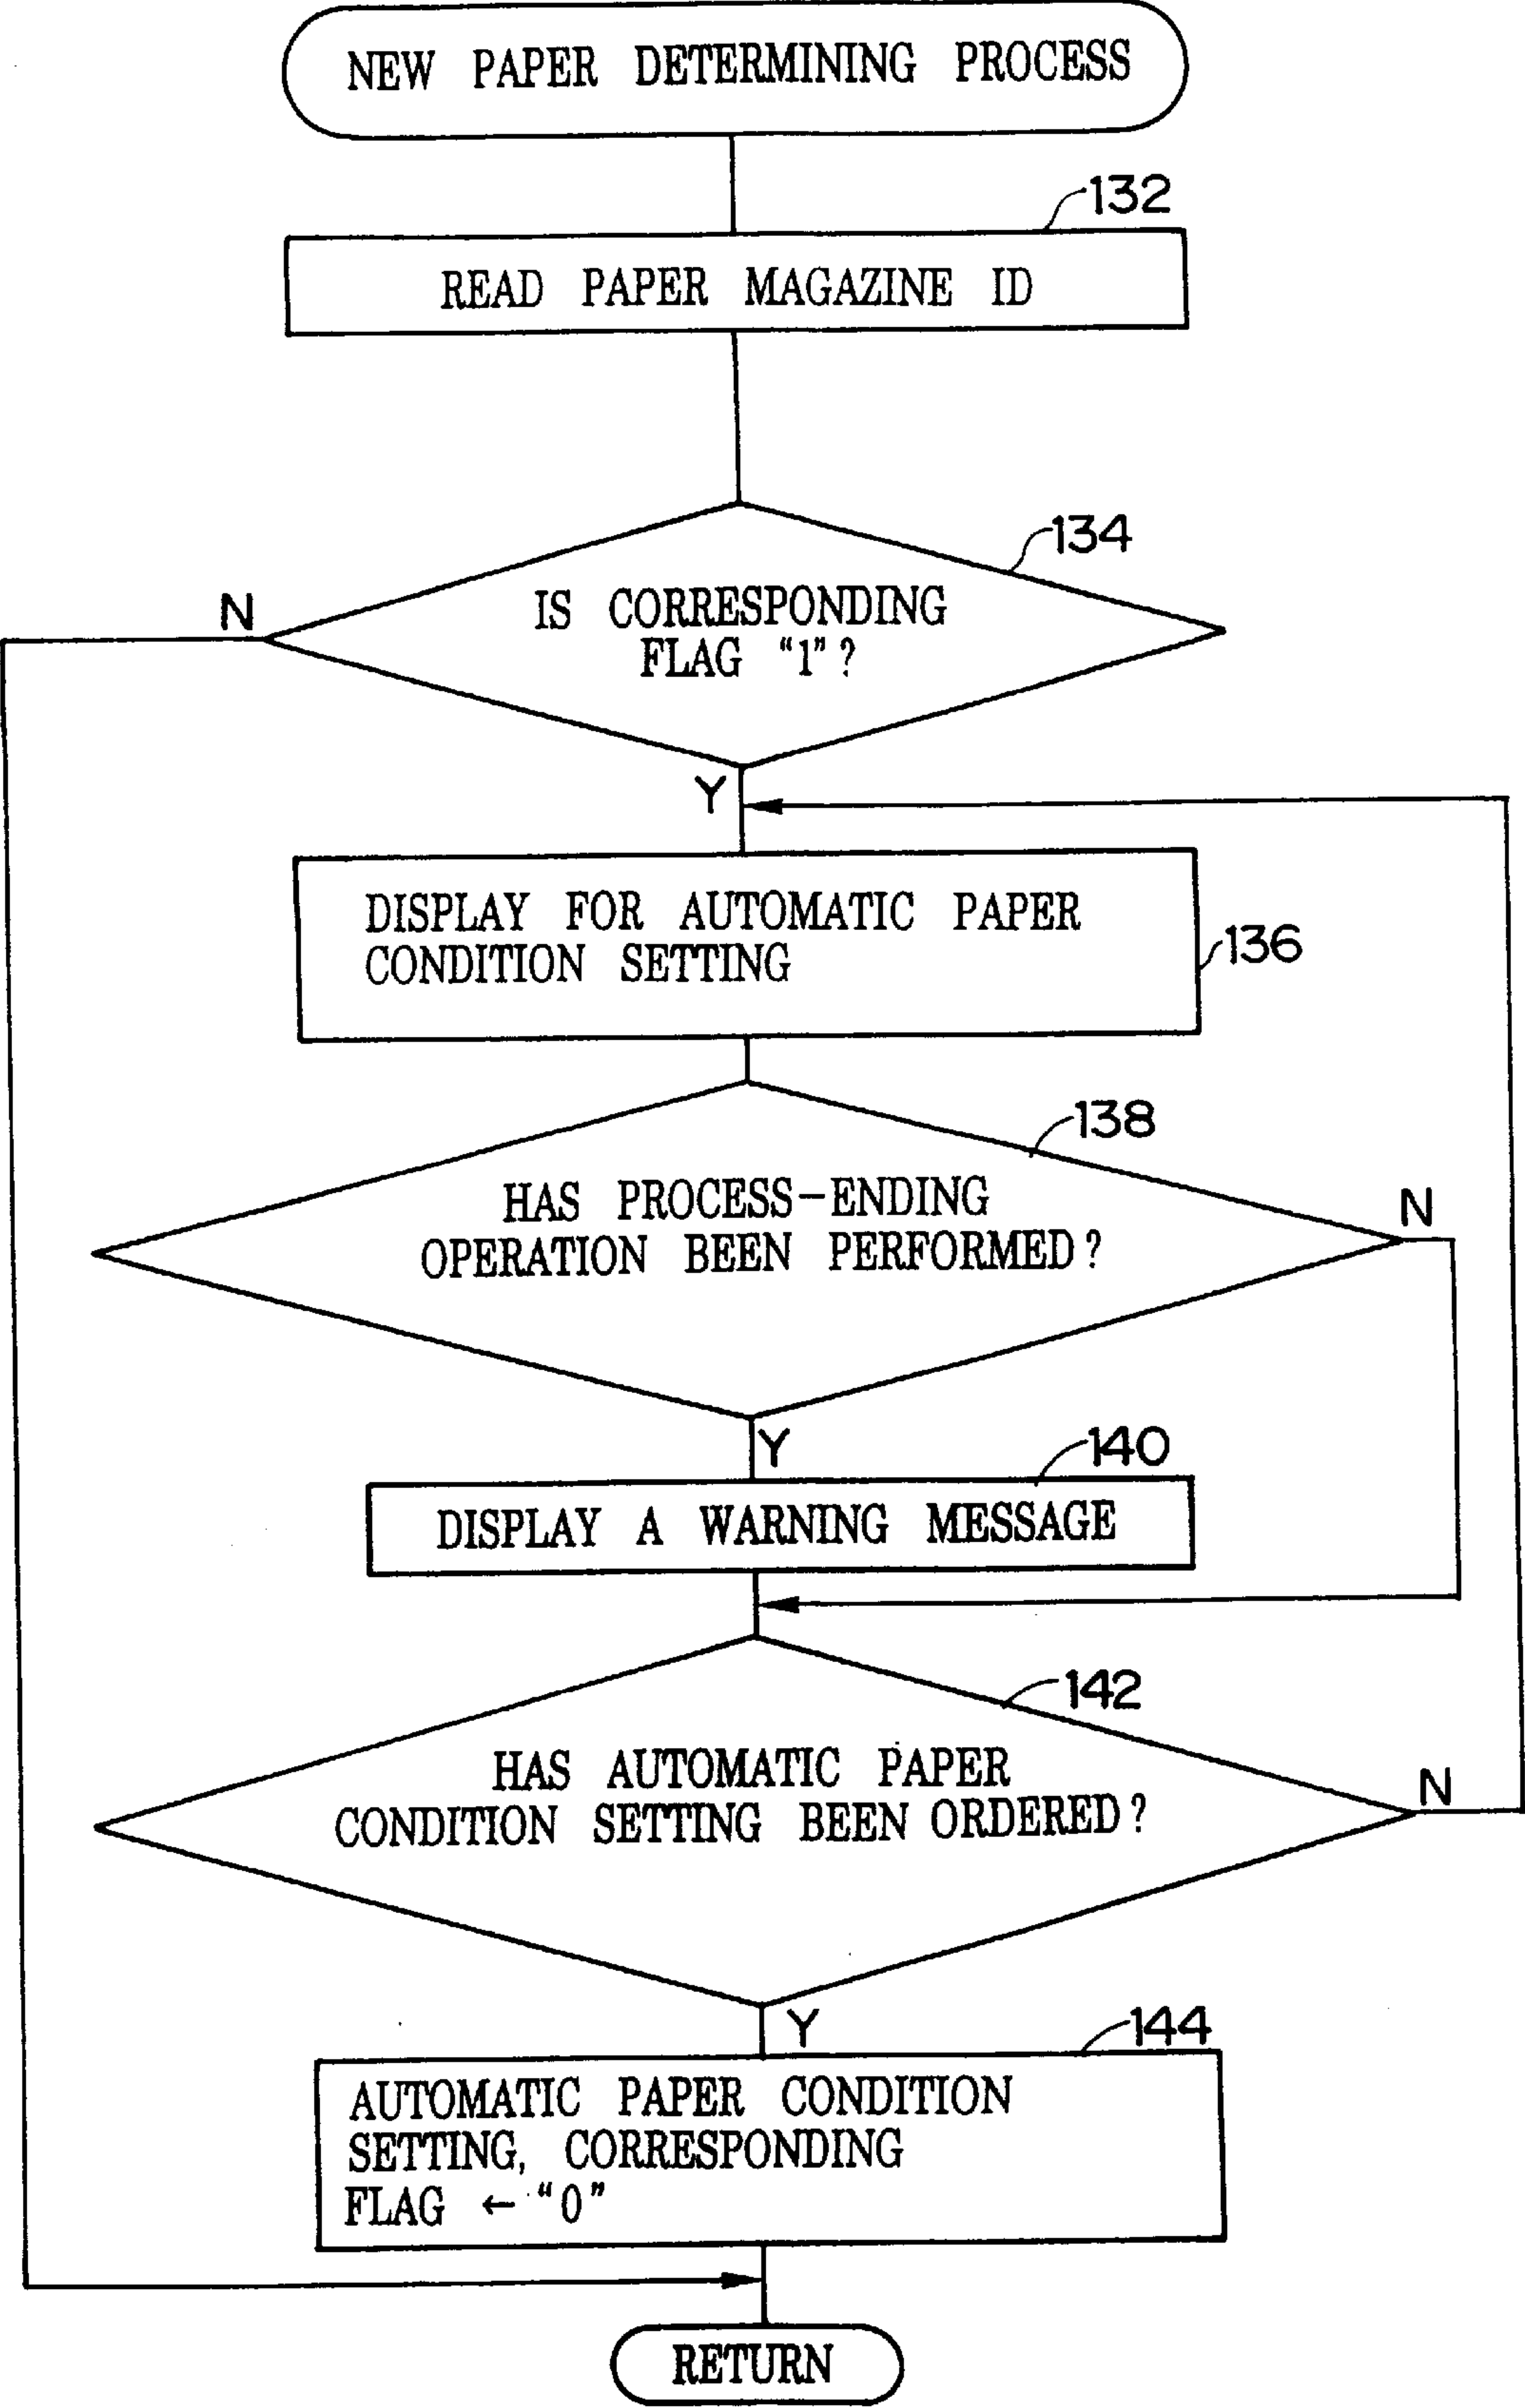 NEW PAPER DETERMINING PROCESS
132
READ PAPER MAGAZINE ID
134
N
IS CORRESPONDING
FLAG “1”?
Y
DISPLAY FOR AUTOMATIC PAPER
CONDITION SETTING
136
138
HAS PROCESS-ENDING
OPERATION BEEN PERFORMED?
N
Y
140
DISPLAY A WARNING MESSAGE
142
HAS AUTOMATIC PAPER
CONDITION SETTING BEEN ORDERED?
N
Y
144
AUTOMATIC PAPER CONDITION
SETTING, CORRESPONDING
FLAG ← “0”
RETURN